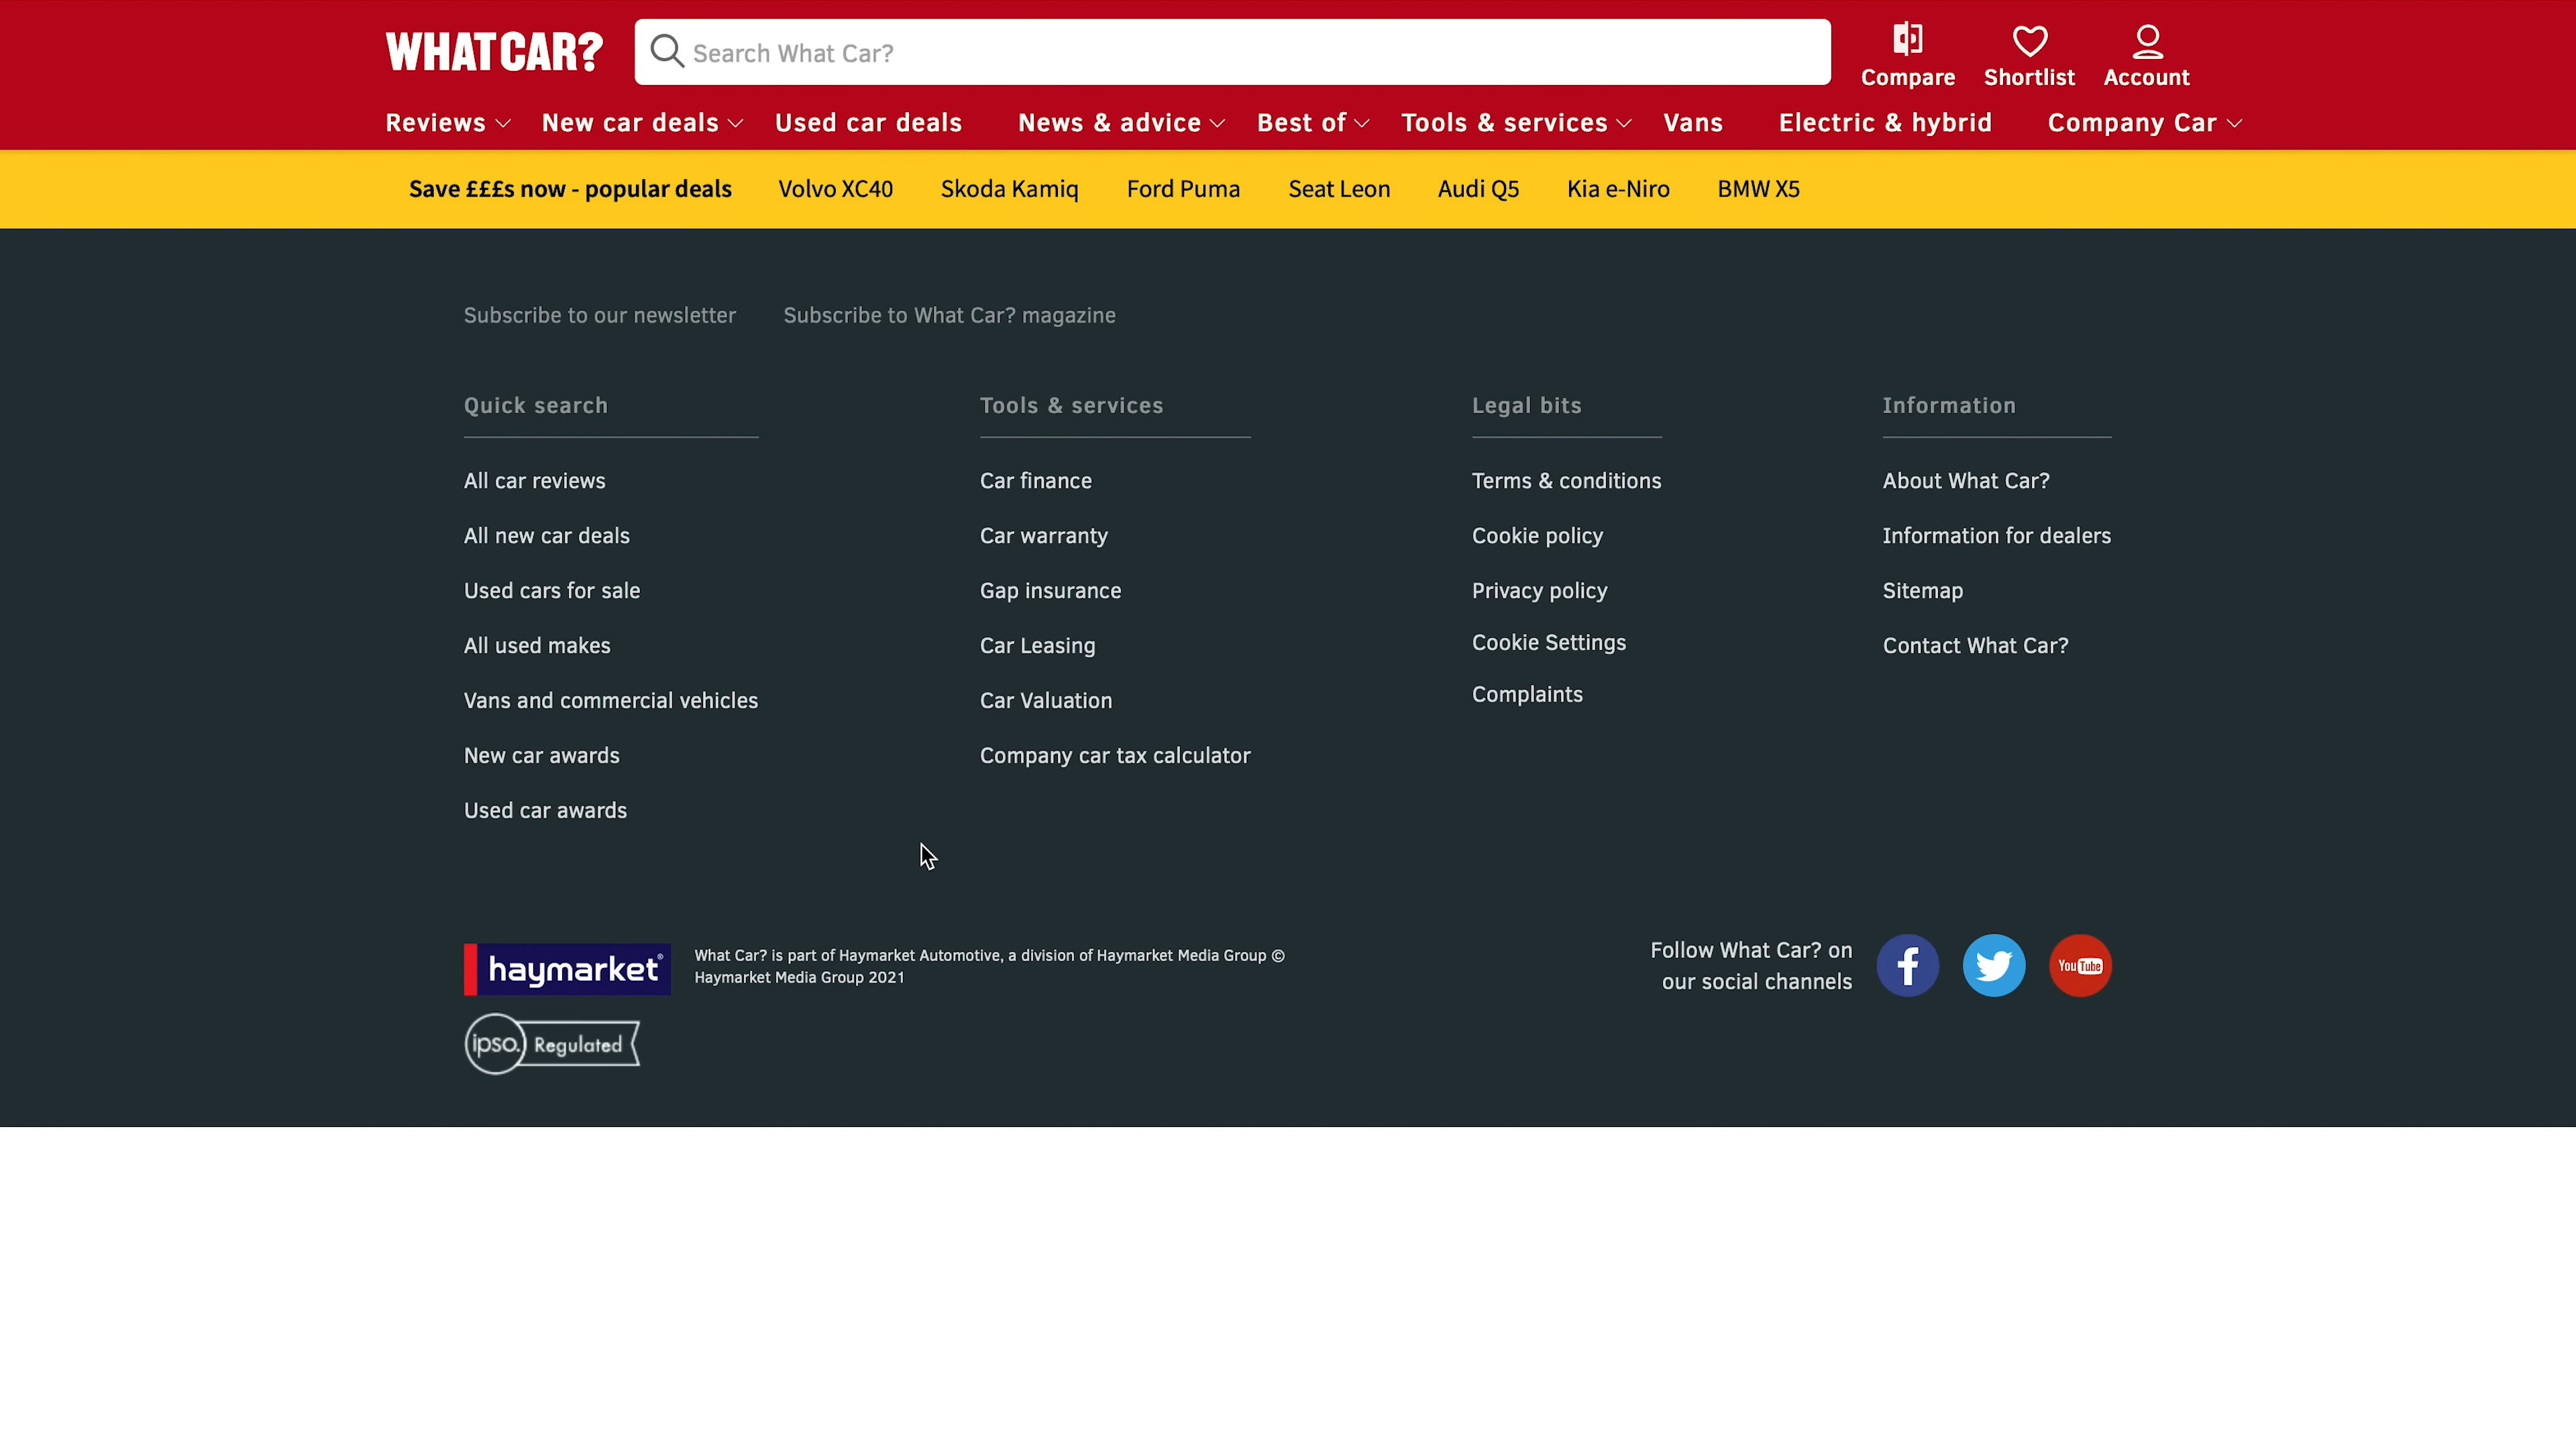 WHAT CAR?
Search What Car?
Compare
Shortlist
Account
Reviews
New car deals
Used car deals
News & advice
Best of
Tools & services
Vans
Electric & hybrid
Company Car
Save £££s now - popular deals
Volvo XC40
Skoda Kamiq
Ford Puma
Seat Leon
Audi Q5
Kia e-Niro
BMW X5
Subscribe to our newsletter
Subscribe to What Car? magazine
Quick search
All car reviews
All new car deals
Used cars for sale
All used makes
Vans and commercial vehicles
New car awards
Used car awards
Tools & services
Car finance
Car warranty
Gap insurance
Car Leasing
Car Valuation
Company car tax calculator
Legal bits
Terms & conditions
Cookie policy
Privacy policy
Cookie Settings
Complaints
Information
About What Car?
Information for dealers
Sitemap
Contact What Car?
haymarket®
What Car? is part of Haymarket Automotive, a division of Haymarket Media Group ©
Haymarket Media Group 2021
ipso. Regulated
Follow What Car? on
our social channels
f
You Tube